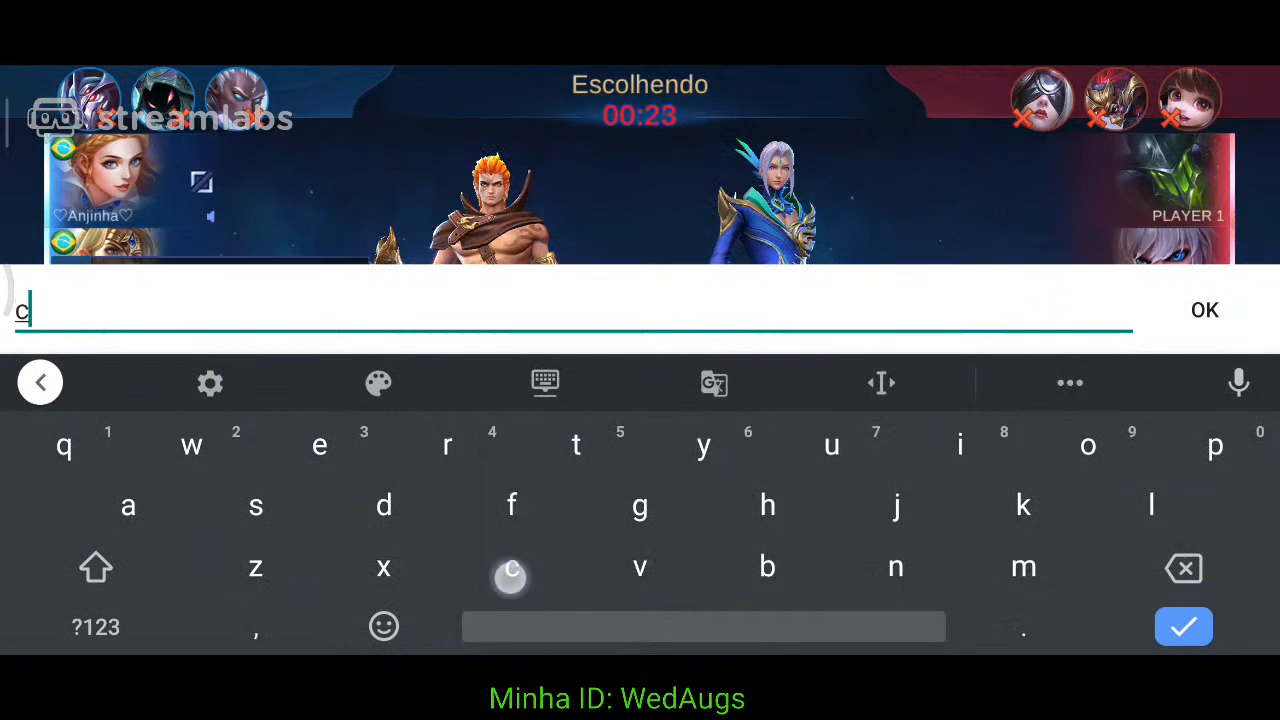 Escolhendo
00:23
streamlabs
♡Anjinha♡
PLAYER 1
c
OK
q 1 w 2 e 3 r 4 t 5 y 6 u 7 i 8 o 9 p 0
a s d f g h j k l
z x c v b n m
?123 , .
Minha ID: WedAugs